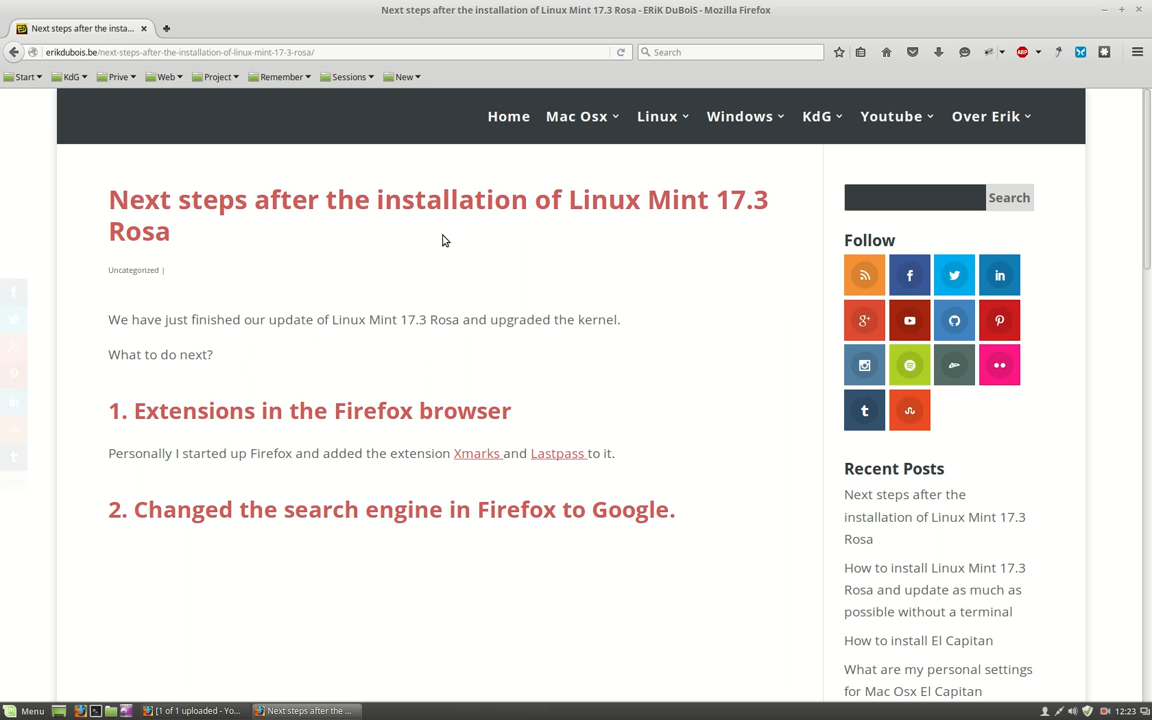 Next steps after the installation of Linux Mint 17.3 Rosa - ERiK DuBoiS - Mozilla Firefox
Next steps after the insta...
erikdubois.be/next-steps-after-the-installation-of-linux-mint-17-3-rosa/
Search
Start
KdG
Prive
Web
Project
Remember
Sessions
New
Home
Mac Osx
Linux
Windows
KdG
Youtube
Over Erik
Next steps after the installation of Linux Mint 17.3
Rosa
Uncategorized |
We have just finished our update of Linux Mint 17.3 Rosa and upgraded the kernel.
What to do next?
1. Extensions in the Firefox browser
Personally I started up Firefox and added the extension Xmarks and Lastpass to it.
2. Changed the search engine in Firefox to Google.
Search
Follow
Recent Posts
Next steps after the
installation of Linux Mint 17.3
Rosa
How to install Linux Mint 17.3
Rosa and update as much as
possible without a terminal
How to install El Capitan
What are my personal settings
for Mac Osx El Capitan
Menu
[1 of 1 uploaded - Yo...
Next steps after the ...
12:23